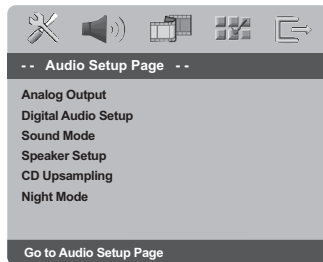 -- Audio Setup Page --
Analog Output
Digital Audio Setup
Sound Mode
Speaker Setup
CD Upsampling
Night Mode
Go to Audio Setup Page